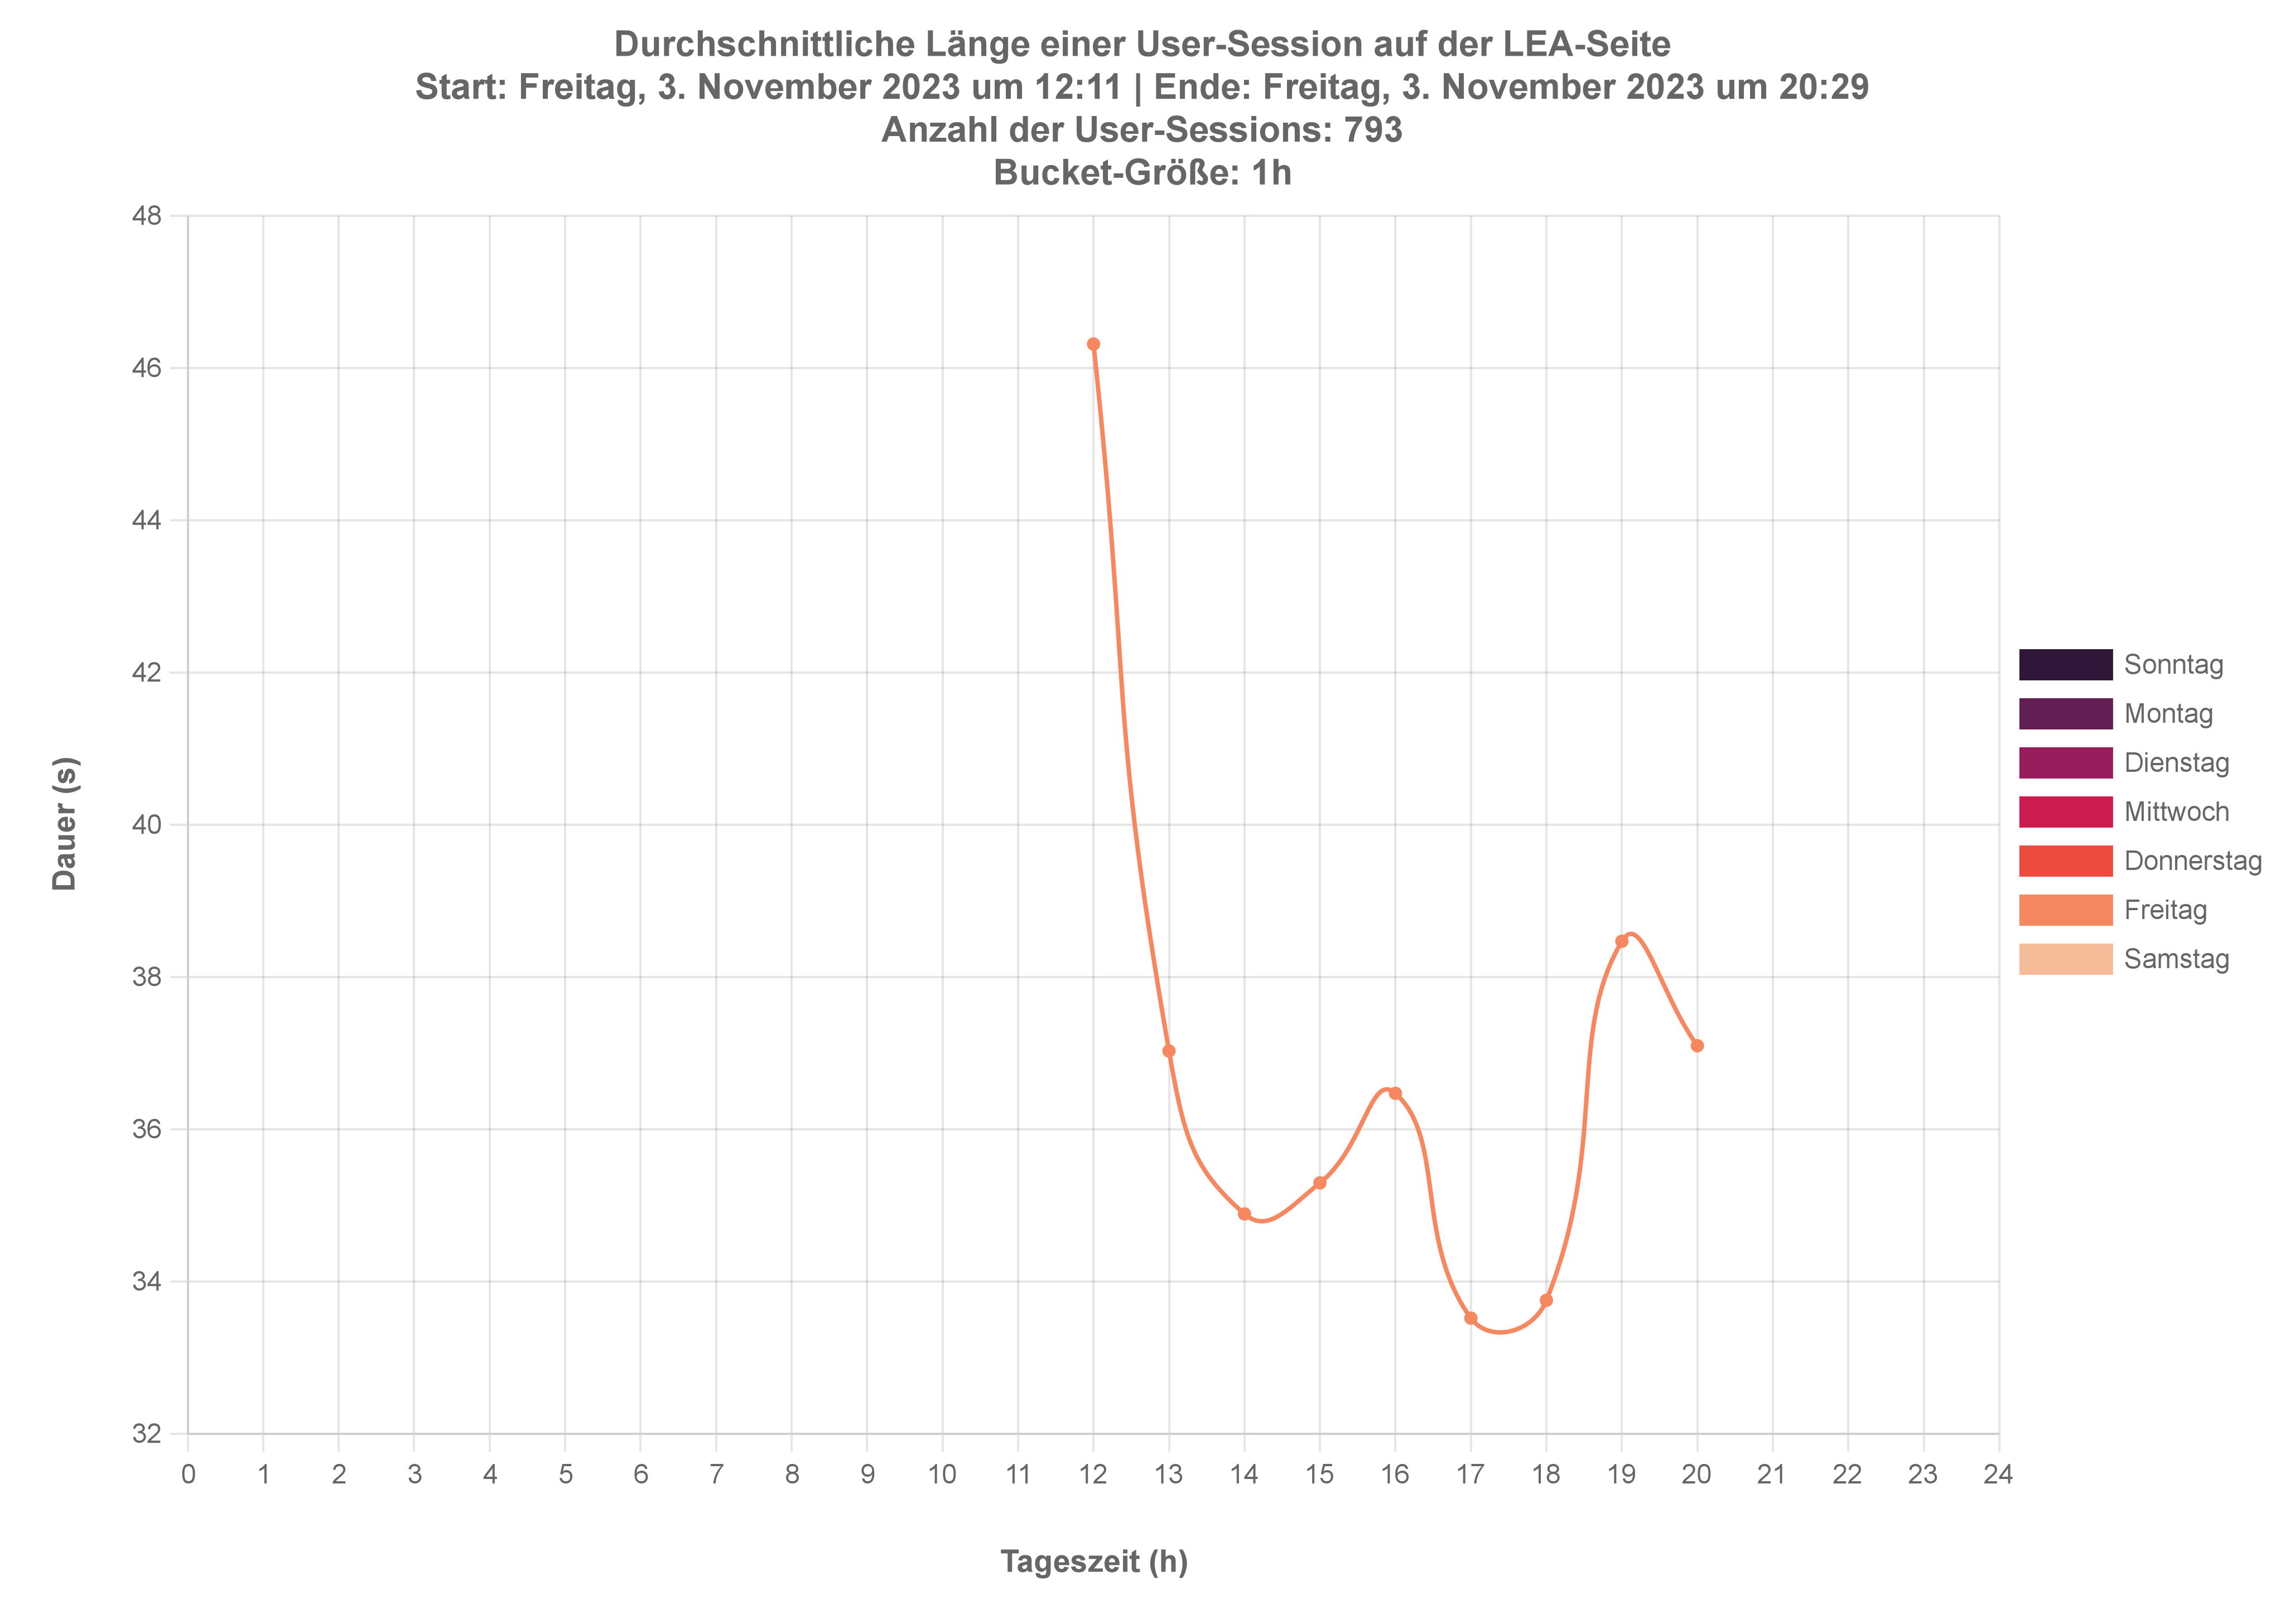 Durchschnittliche Länge einer User-Session auf der LEA-Seite
Start: Freitag, 3. November 2023 um 12:11 | Ende: Freitag, 3. November 2023 um 20:29
Anzahl der User-Sessions: 793
Bucket-Größe: 1h
48
46
44
42
40
38
36
34
32
Dauer (s)
0 1 2 3 4 5 6 7 8 9 10 11 12 13 14 15 16 17 18 19 20 21 22 23 24
Tageszeit (h)
Sonntag
Montag
Dienstag
Mittwoch
Donnerstag
Freitag
Samstag